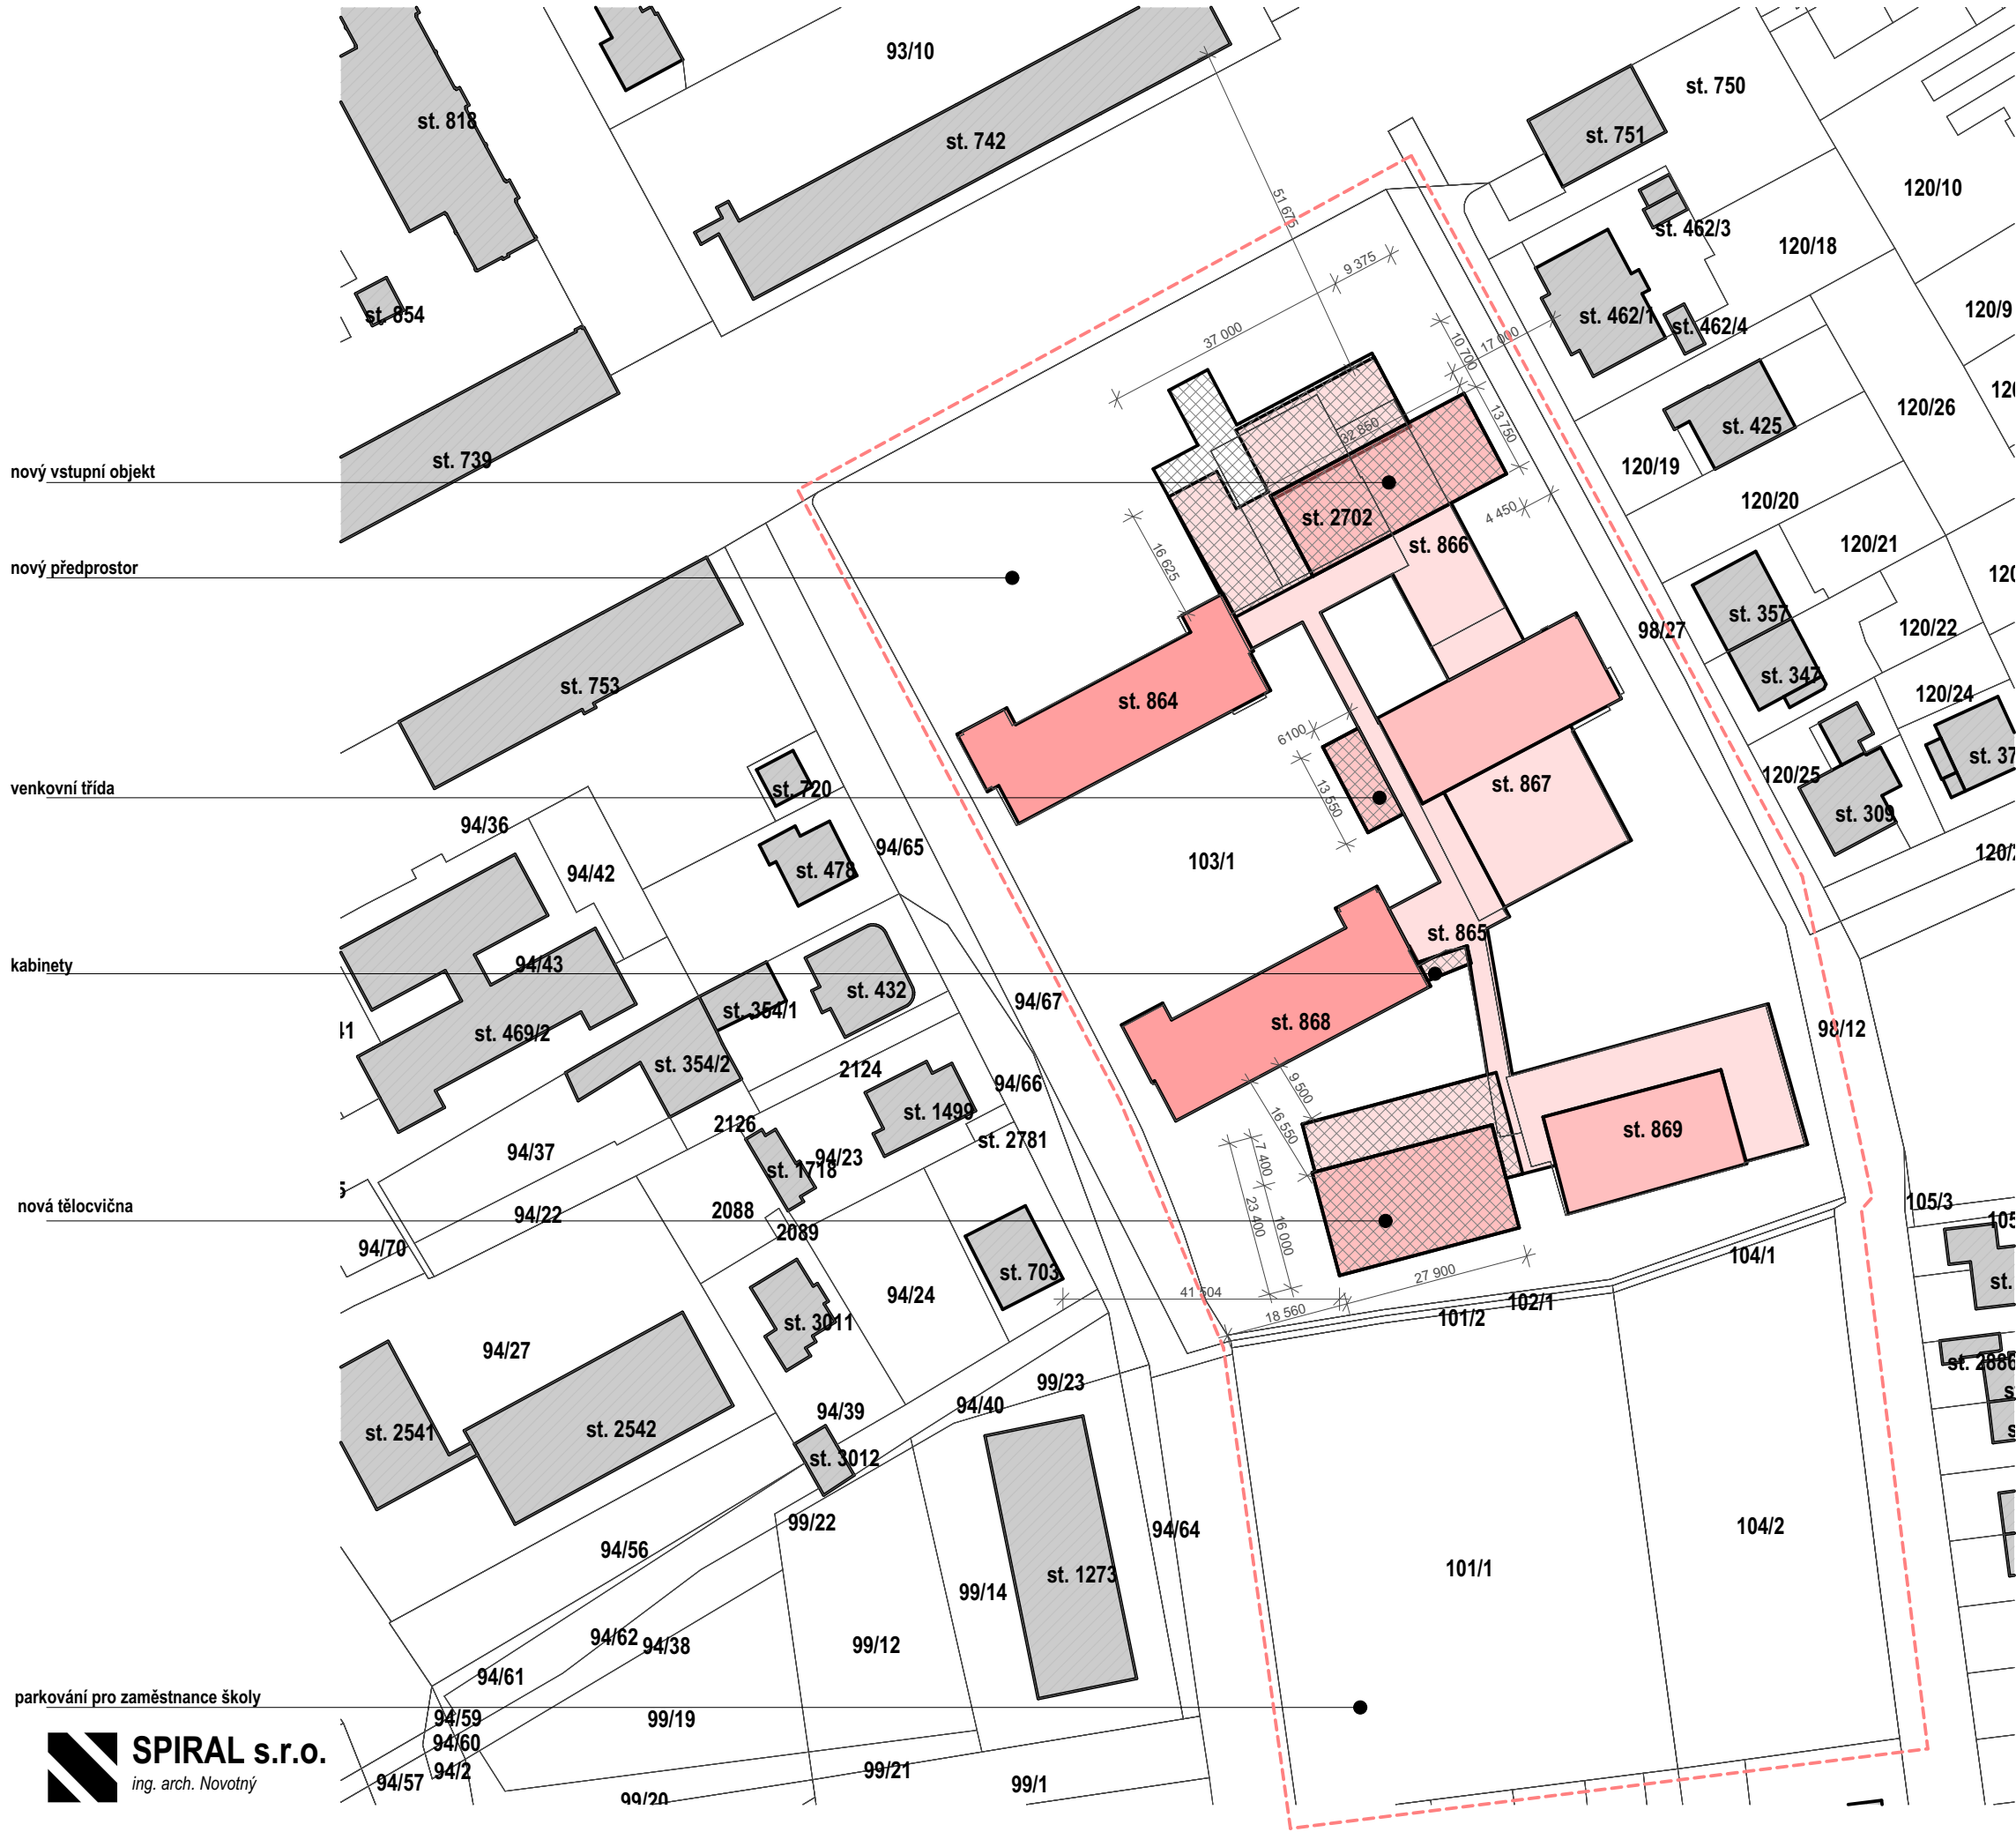 93/10
st. 818
st. 742
st. 750
st. 751
120/10
51 675
st. 462/3
120/18
9 375
st. 854
37 000
10 700
17 000
st. 462/1
st. 462/4
120/9
120/26
13 750
32 850
st. 425
st. 739
120/19
nový vstupní objekt
120/20
4 450
st. 2702
st. 866
120/21
16 625
nový předprostor
st. 357
98/27
120/22
st. 347
st. 753
120/24
st. 864
6100
venkovní třída
st. 720
13 550
st. 867
120/25
st. 37
st. 309
94/36
94/42
st. 478
94/65
103/1
st. 865
kabinety
94/43
st. 432
st. 354/1
94/67
st. 868
98/12
st. 469/2
st. 354/2
2124
94/66
9 500
16 550
st. 1499
2126
st. 869
st. 2781
94/37
94/23
st. 1718
7 400
nová tělocvična
94/22
2088
23 400
16 000
105/3
2089
94/70
104/1
st. 703
27 900
94/24
41 504
102/1
18 560
101/2
st. 3011
94/27
st. 2886
99/23
94/40
94/39
st. 2541
st. 2542
st. 3012
99/22
94/64
104/2
94/56
101/1
st. 1273
99/14
94/62
94/38
99/12
94/61
parkování pro zaměstnance školy
94/59
99/19
94/60
SPIRAL s.r.o.
ing. arch. Novotný
94/57
94/2
99/21
99/1
99/20